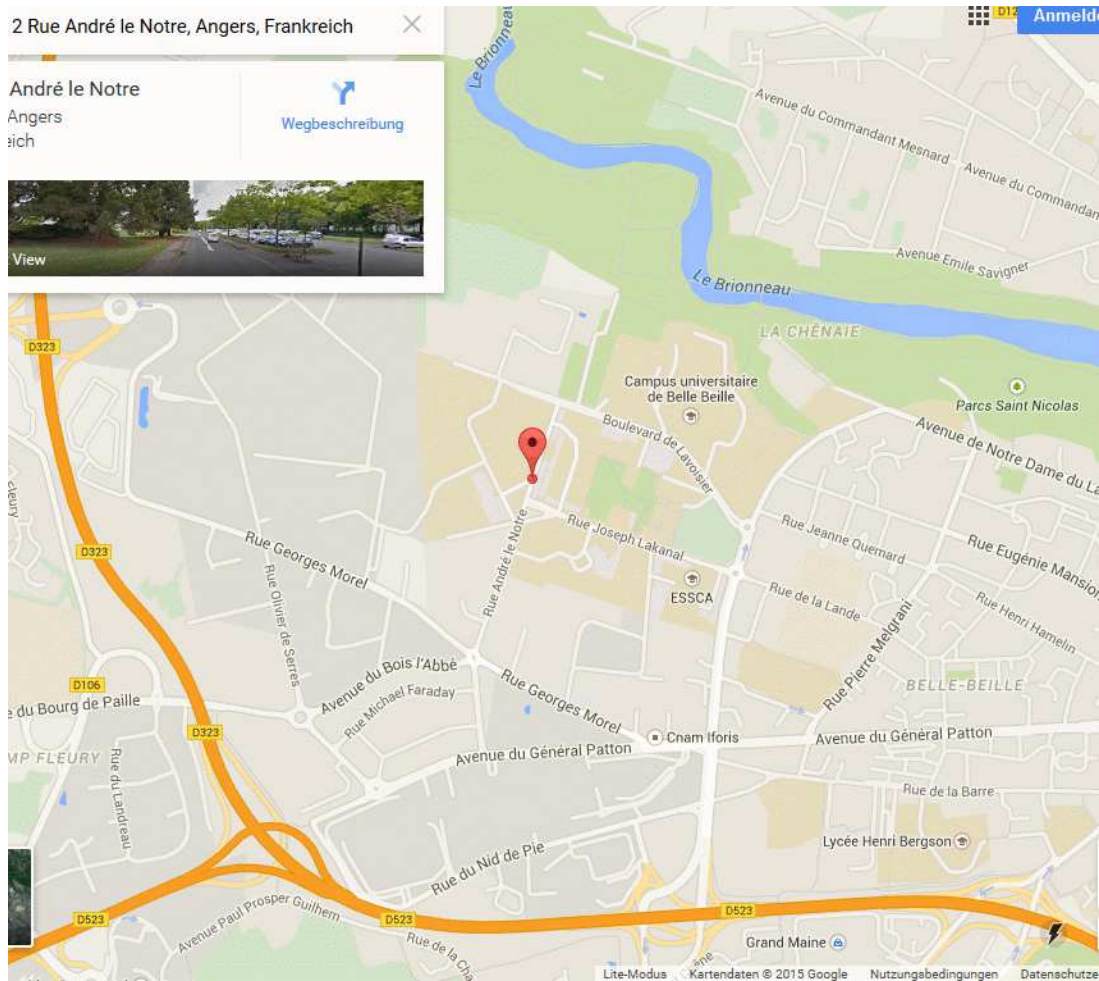 2 Rue André le Notre, Angers, Frankreich
Anmelde
André le Notre
Angers
eich
Wegbeschreibung
View
Le Brionneau
Avenue du Commandant Mesnard
Avenue du Commandant
Avenue Emile Savigner
Le Brionneau
LA CHÊNAIE
D323
Campus universitaire
de Belle Beille
Parcs Saint Nicolas
Boulevard de Lavoisier
Avenue de Notre Dame du La
Rue Joseph Lakanal
Rue Jeanne Quemard
Rue Eugénie Mansion
Rue André le Notre
D323
Rue Georges Morel
Rue Olivier de Serres
ESSCA
Rue de la Lande
Rue Henri Hamelin
Rue Pierre Melgrani
Avenue du Bois l'Abbé
D106
Rue Michael Faraday
Rue Georges Morel
BELLE-BEILLE
e du Bourg de Paille
D323
Cnam Iforis
Avenue du Général Patton
Avenue du Général Patton
MP FLEURY
Rue du Landreau
Rue de la Barre
Lycée Henri Bergson
Rue du Nid de Pie
D523
Avenue Paul Prosper Guilhem
D523
D523
Rue de la Cha
Grand Maine
Lite-Modus
Kartendaten © 2015 Google
Nutzungsbedingungen
Datenschutze